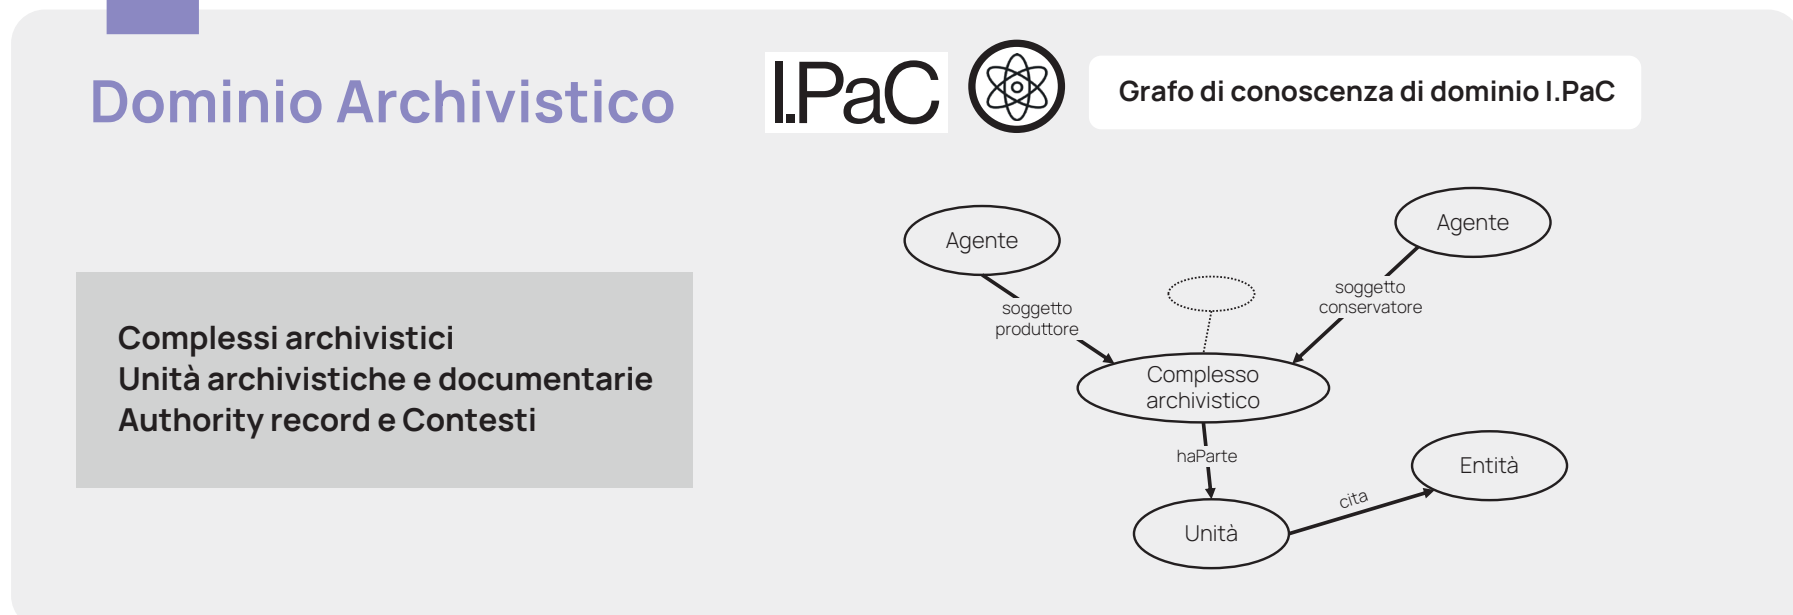 Dominio Archivistico
I.PaC
Grafo di conoscenza di dominio I.PaC
Complessi archivistici
Unità archivistiche e documentarie
Authority record e Contesti
Agente
Agente
soggetto
produttore
soggetto
conservatore
Complesso
archivistico
haParte
Entità
cita
Unità